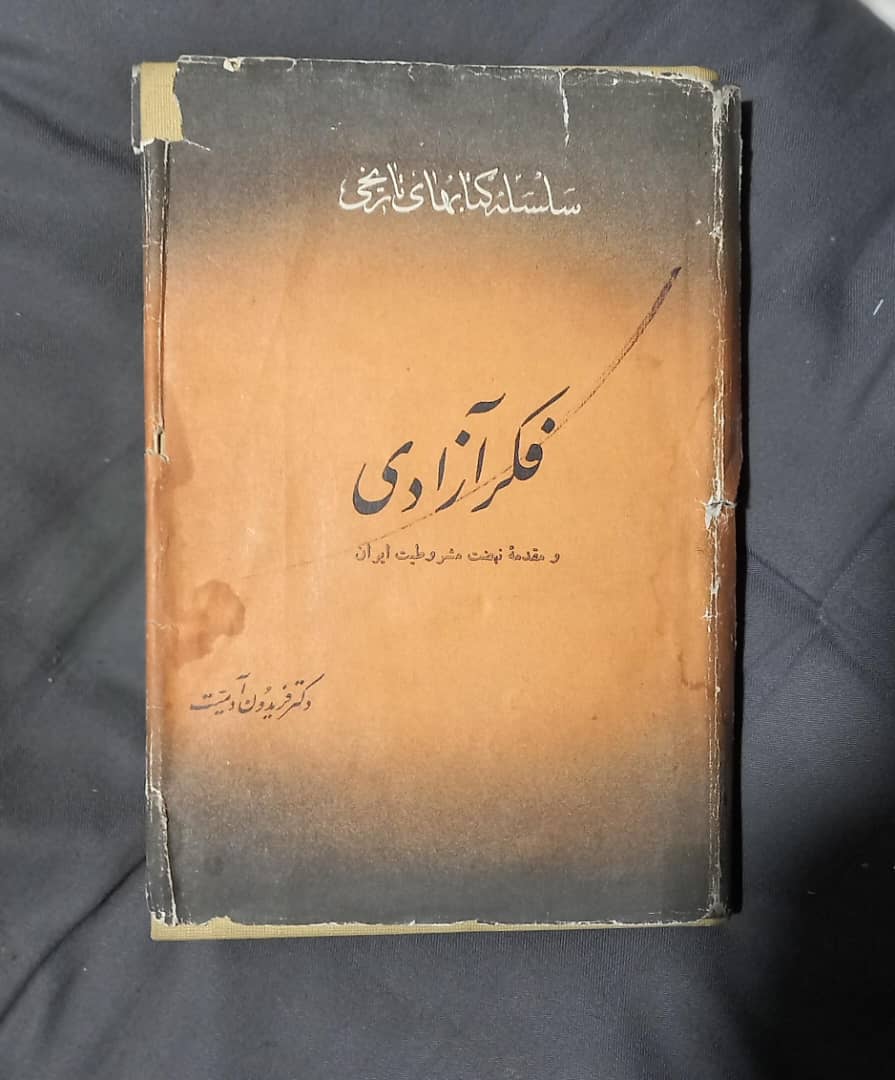 سلسله کتابهای تاریخی
فکر آزادی
و مقدمهٔ نهضت مشروطیت ایران
دکتر فریدون آدمیت